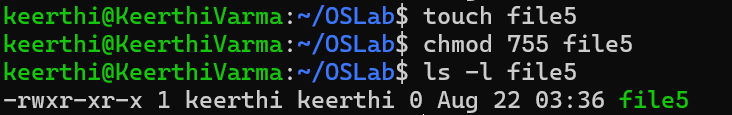 keerthi@KeerthiVarma:~/OSLab$ touch file5
keerthi@KeerthiVarma:~/OSLab$ chmod 755 file5
keerthi@KeerthiVarma:~/OSLab$ ls -l file5
-rwxr-xr-x 1 keerthi keerthi 0 Aug 22 03:36 file5